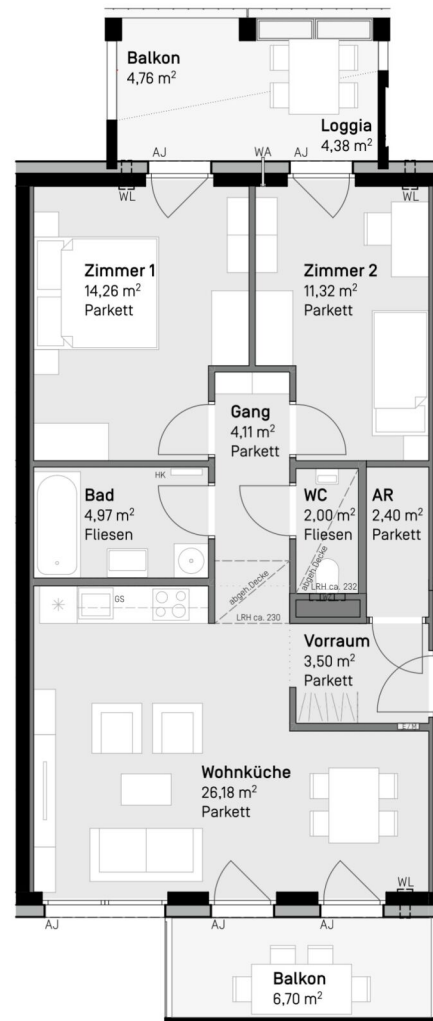 Balkon
4,76 m²
Loggia
4,38 m²
AJ
WA
AJ
WL
WL
Zimmer 1
14,26 m²
Parkett
Zimmer 2
11,32 m²
Parkett
Gang
4,11 m²
Parkett
HK
Bad
4,97 m²
Fliesen
WC
2,00 m²
Fliesen
AR
2,40 m²
Parkett
abgeh.Decke
LRH ca. 232
GS
abgeh.Decke
LRH ca. 230
Vorraum
3,50 m²
Parkett
Wohnküche
26,18 m²
Parkett
WL
AJ
AJ
AJ
Balkon
6,70 m²